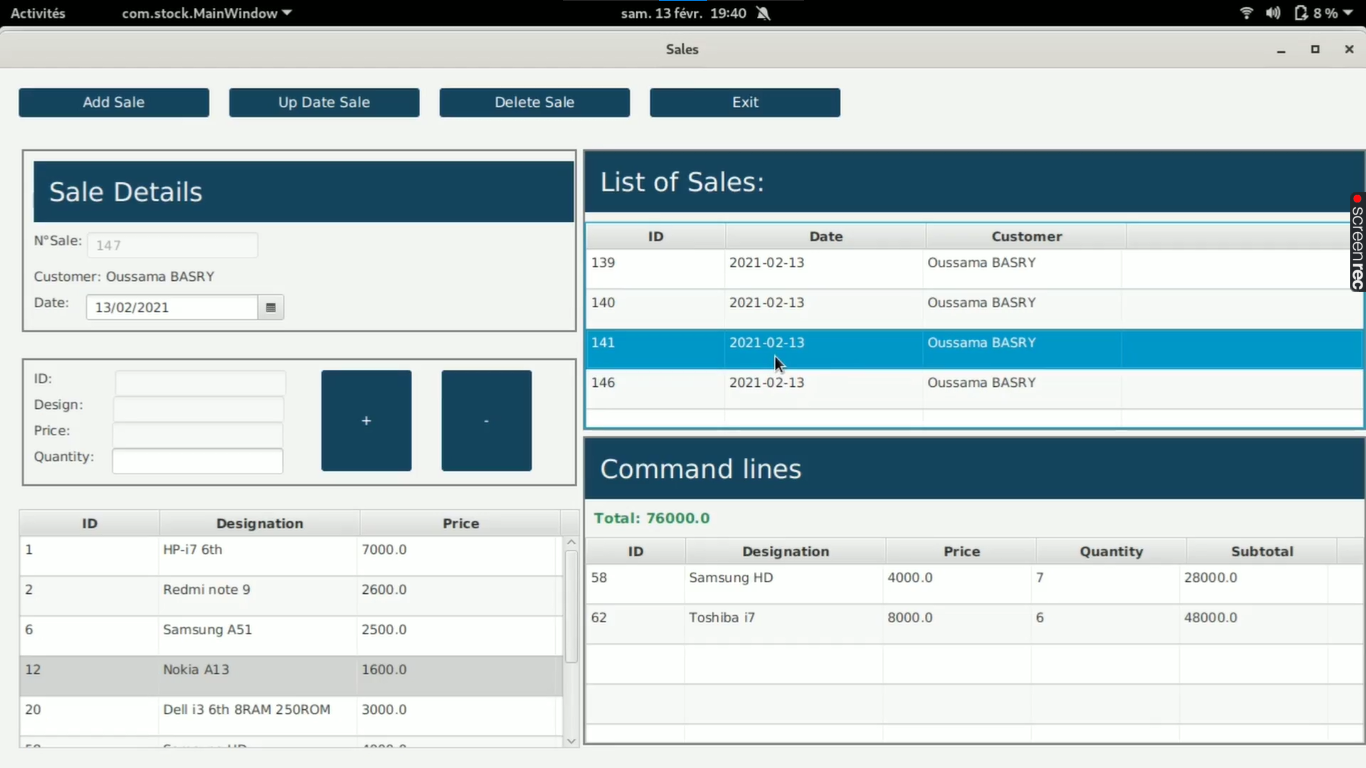 Activités com.stock.MainWindow sam. 13 févr. 19:40 8 %
Sales
Add Sale Up Date Sale Delete Sale Exit
Sale Details
N°Sale: 147
Customer: Oussama BASRY
Date: 13/02/2021
ID:
Design:
Price:
Quantity:
+ -
ID Designation Price
1 HP-i7 6th 7000.0
2 Redmi note 9 2600.0
6 Samsung A51 2500.0
12 Nokia A13 1600.0
20 Dell i3 6th 8RAM 250ROM 3000.0
List of Sales:
ID Date Customer
139 2021-02-13 Oussama BASRY
140 2021-02-13 Oussama BASRY
141 2021-02-13 Oussama BASRY
146 2021-02-13 Oussama BASRY
Command lines
Total: 76000.0
ID Designation Price Quantity Subtotal
58 Samsung HD 4000.0 7 28000.0
62 Toshiba i7 8000.0 6 48000.0
screenrec